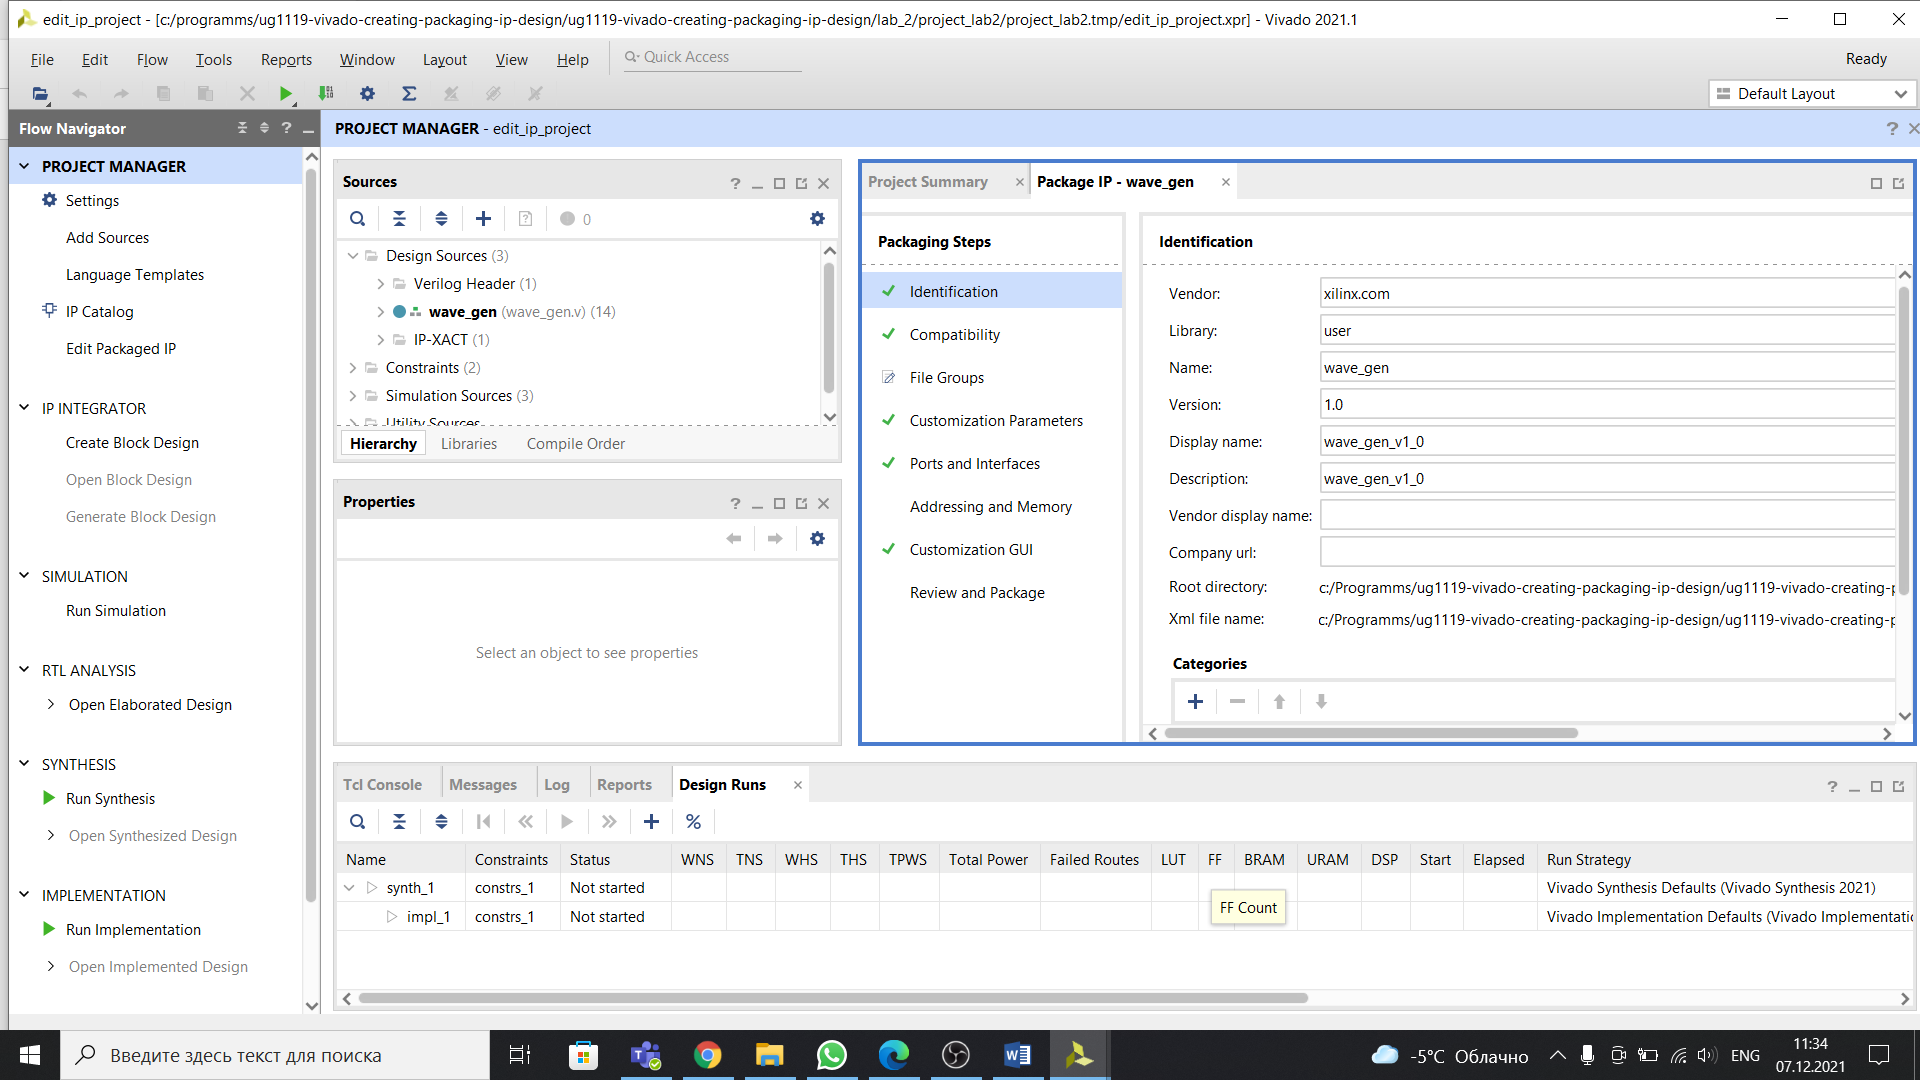 edit_ip_project - [c:/programms/ug1119-vivado-creating-packaging-ip-design/ug1119-vivado-creating-packaging-ip-design/lab_2/project_lab2/project_lab2.tmp/edit_ip_project.xpr] - Vivado 2021.1
File Edit Flow Tools Reports Window Layout View Help Quick Access Ready
Default Layout
Flow Navigator
PROJECT MANAGER - edit_ip_project
PROJECT MANAGER
Settings
Add Sources
Language Templates
IP Catalog
Edit Packaged IP
IP INTEGRATOR
Create Block Design
Open Block Design
Generate Block Design
SIMULATION
Run Simulation
RTL ANALYSIS
Open Elaborated Design
SYNTHESIS
Run Synthesis
Open Synthesized Design
IMPLEMENTATION
Run Implementation
Open Implemented Design
Sources
0
Design Sources (3)
Verilog Header (1)
wave_gen (wave_gen.v) (14)
IP-XACT (1)
Constraints (2)
Simulation Sources (3)
Utility Sources
Hierarchy Libraries Compile Order
Properties
Select an object to see properties
Project Summary Package IP - wave_gen
Packaging Steps
Identification
Compatibility
File Groups
Customization Parameters
Ports and Interfaces
Addressing and Memory
Customization GUI
Review and Package
Identification
Vendor: xilinx.com
Library: user
Name: wave_gen
Version: 1.0
Display name: wave_gen_v1_0
Description: wave_gen_v1_0
Vendor display name:
Company url:
Root directory: c:/Programms/ug1119-vivado-creating-packaging-ip-design/ug1119-vivado-creating-p
Xml file name: c:/Programms/ug1119-vivado-creating-packaging-ip-design/ug1119-vivado-creating-p
Categories
Tcl Console Messages Log Reports Design Runs
Name Constraints Status WNS TNS WHS THS TPWS Total Power Failed Routes LUT FF BRAM URAM DSP Start Elapsed Run Strategy
synth_1 constrs_1 Not started Vivado Synthesis Defaults (Vivado Synthesis 2021)
impl_1 constrs_1 Not started Vivado Implementation Defaults (Vivado Implementatic
FF Count
Введите здесь текст для поиска
-5°C Облачно
ENG
11:34
07.12.2021